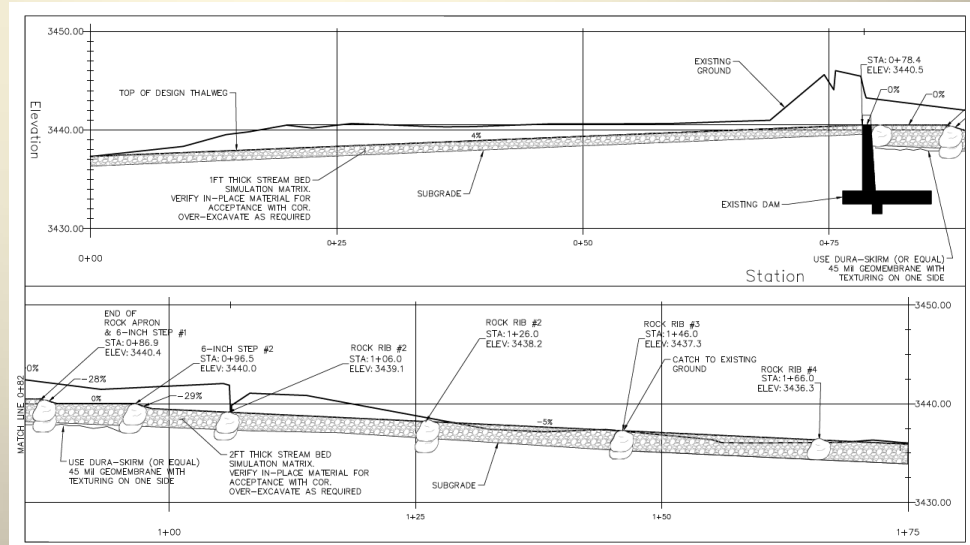 3450.00
EXISTING
GROUND
STA: 0+78.4
ELEV: 3440.5
0%
0%
TOP OF DESIGN THALWEG
Elevation
3440.00
4%
1FT THICK STREAM BED
SIMULATION MATRIX.
VERIFY IN-PLACE MATERIAL FOR
ACCEPTANCE WITH COR.
OVER-EXCAVATE AS REQUIRED
SUBGRADE
EXISTING DAM
3430.00
0+25
0+50
0+75
0+00
Station
USE DURA-SKIRM (OR EQUAL)
45 Mil GEOMEMBRANE WITH
TEXTURING ON ONE SIDE
3450.00
END OF
ROCK APRON
& 6-INCH STEP #1
STA: 0+86.9
ELEV: 3440.4
6-INCH STEP #2
STA: 0+96.5
ELEV: 3440.0
ROCK RIB #2
STA: 1+06.0
ELEV: 3439.1
ROCK RIB #2
STA: 1+26.0
ELEV: 3438.2
ROCK RIB #3
STA: 1+46.0
ELEV: 3437.3
CATCH TO EXISTING
GROUND
ROCK RIB #4
STA: 1+66.0
ELEV: 3436.3
0%
-28%
0%
-29%
3440.00
MATCH LINE 0+82
-5%
USE DURA-SKIRM (OR EQUAL)
45 Mil GEOMEMBRANE WITH
TEXTURING ON ONE SIDE
2FT THICK STREAM BED
SIMULATION MATRIX.
VERIFY IN-PLACE MATERIAL FOR
ACCEPTANCE WITH COR.
OVER-EXCAVATE AS REQUIRED
SUBGRADE
3430.00
1+00
1+25
1+50
1+75